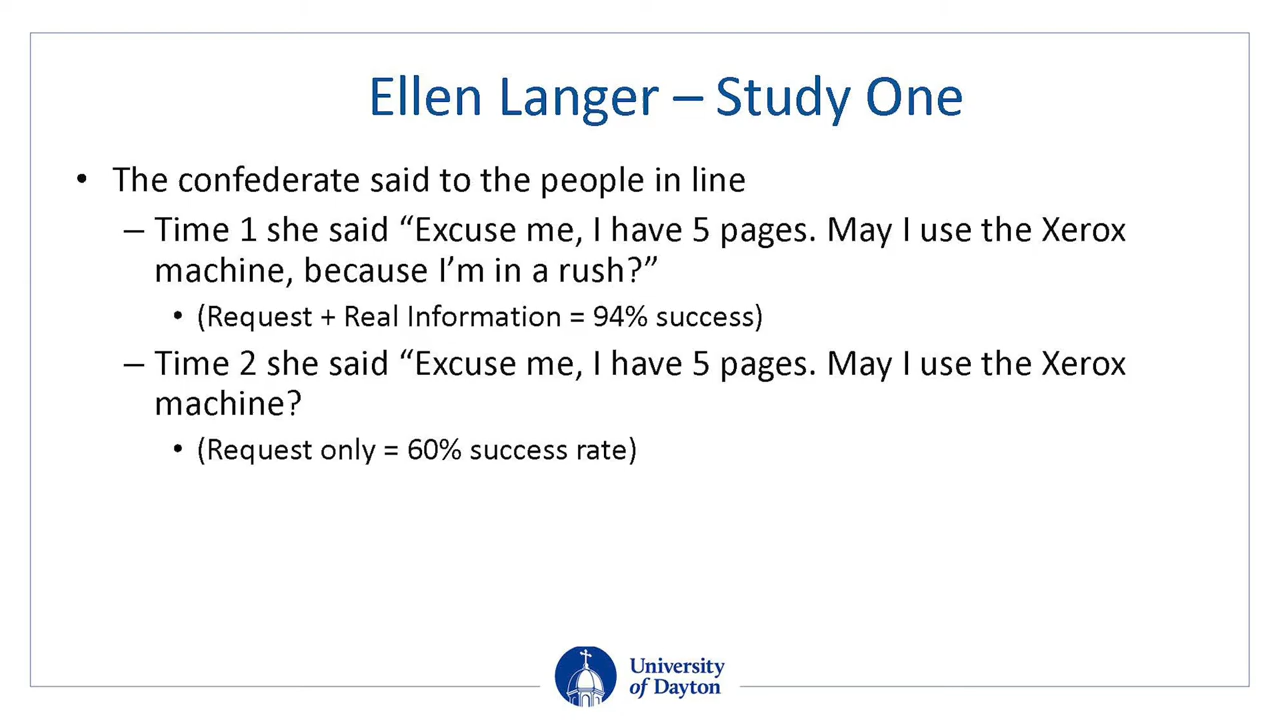 Ellen Langer – Study One
• The confederate said to the people in line
– Time 1 she said “Excuse me, I have 5 pages. May I use the Xerox
machine, because I’m in a rush?”
• (Request + Real Information = 94% success)
– Time 2 she said “Excuse me, I have 5 pages. May I use the Xerox
machine?
• (Request only = 60% success rate)
University
of Dayton